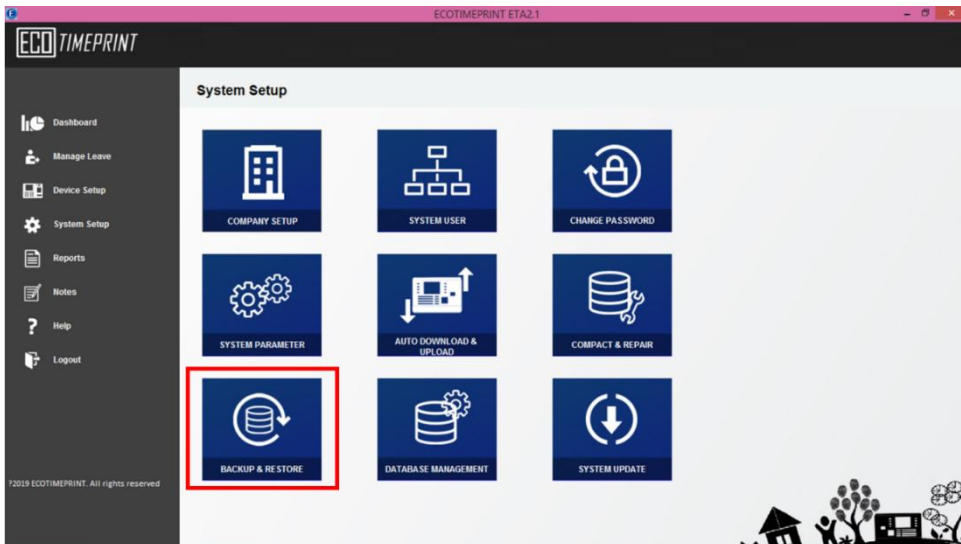 ECOTIMEPRINT ETA2.1
ECO TIMEPRINT
System Setup
Dashboard
Manage Leave
Device Setup
System Setup
Reports
Notes
Help
Logout
COMPANY SETUP
SYSTEM USER
CHANGE PASSWORD
SYSTEM PARAMETER
AUTO DOWNLOAD &
UPLOAD
COMPACT & REPAIR
BACKUP & RESTORE
DATABASE MANAGEMENT
SYSTEM UPDATE
?2019 ECOTIMEPRINT. All rights reserved